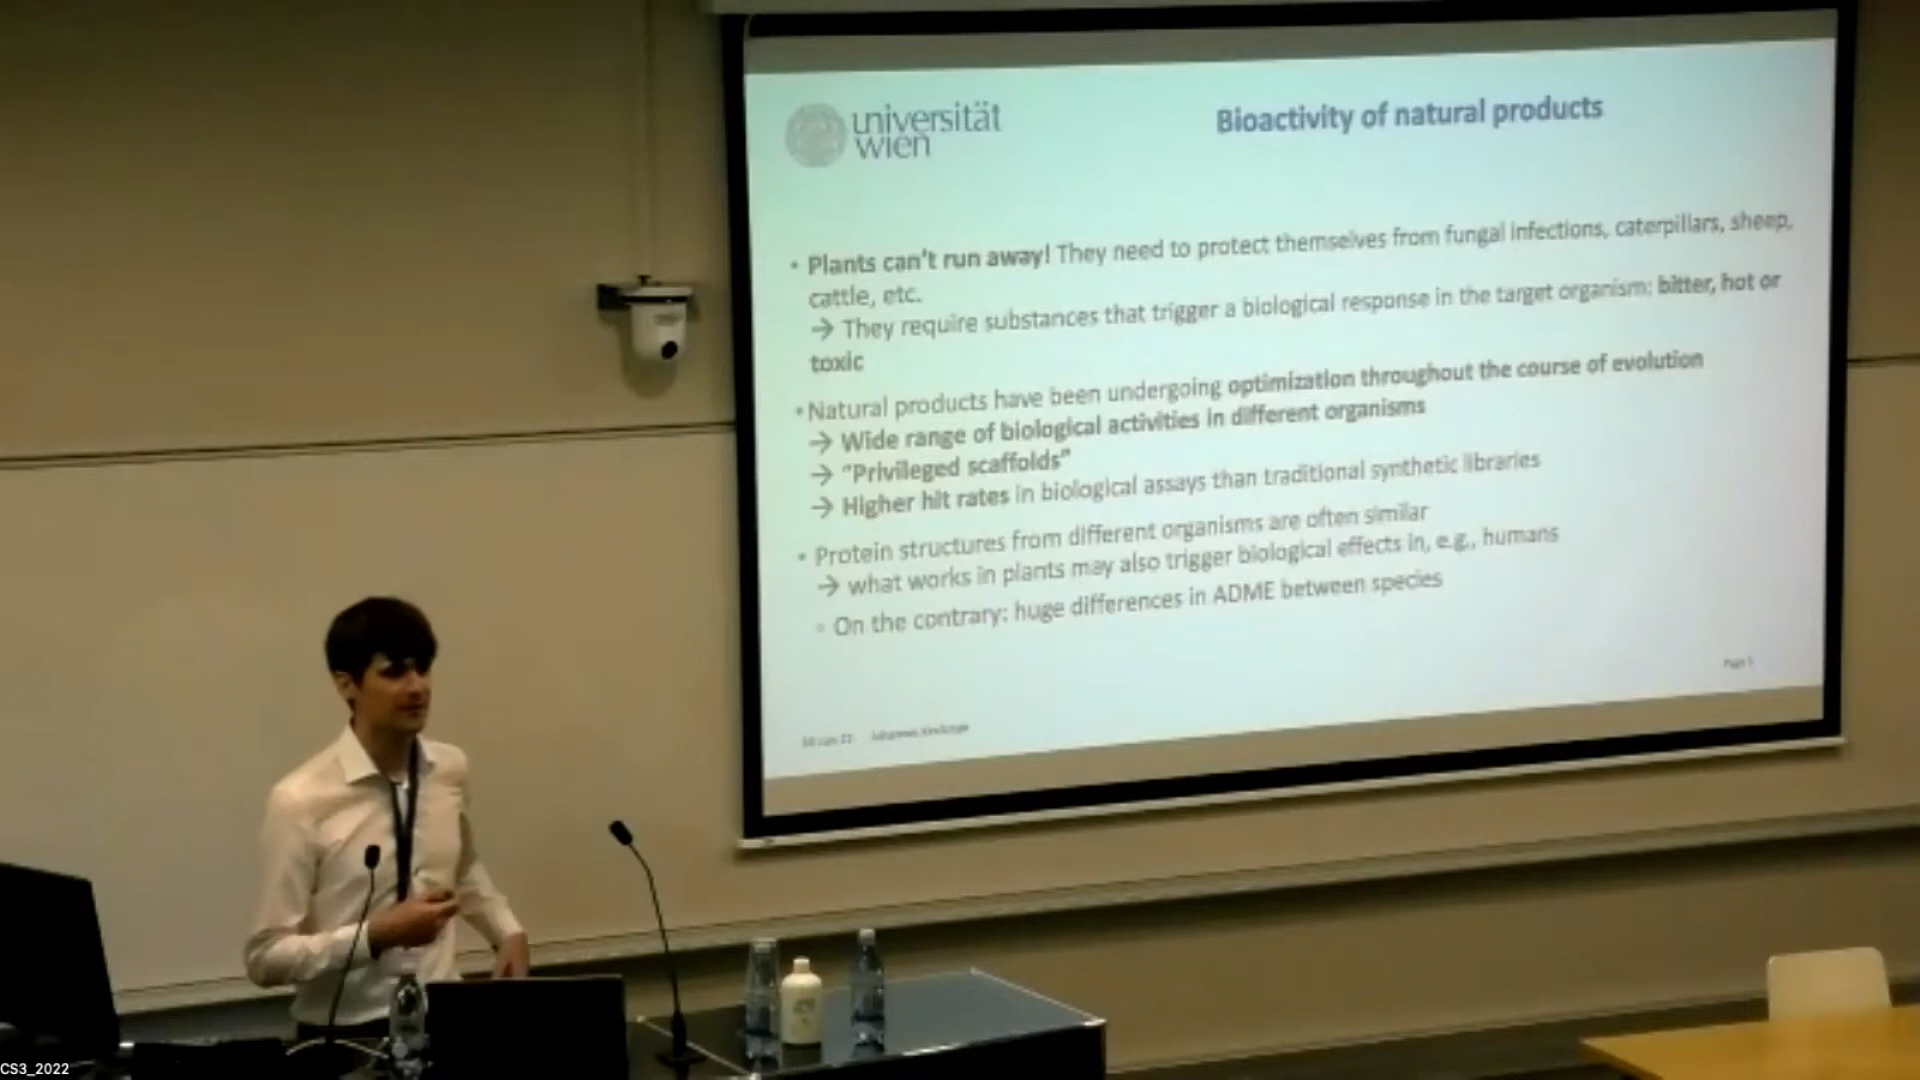 universität
wien
Bioactivity of natural products
• Plants can't run away! They need to protect themselves from fungal infections, caterpillars, sheep,
cattle, etc.
→ They require substances that trigger a biological response in the target organism: bitter, hot or
toxic
• Natural products have been undergoing optimization throughout the course of evolution
→ Wide range of biological activities in different organisms
→ "Privileged scaffolds"
→ Higher hit rates in biological assays than traditional synthetic libraries
• Protein structures from different organisms are often similar
→ what works in plants may also trigger biological effects in, e.g., humans
• On the contrary: huge differences in ADME between species
Page
Johannes
CS3_2022